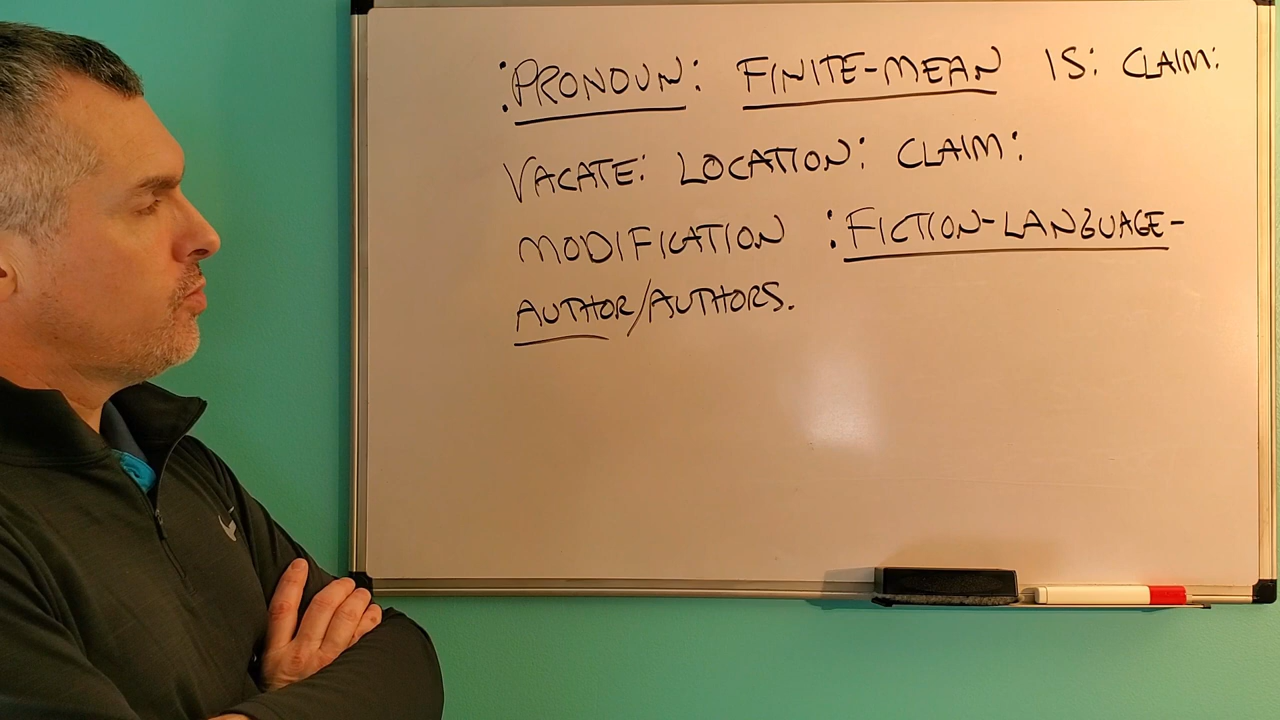 :PRONOUN: FINITE-MEAN IS: CLAIM:
VACATE: LOCATION: CLAIM:
MODIFICATION :FICTION-LANGUAGE-
AUTHOR/AUTHORS.